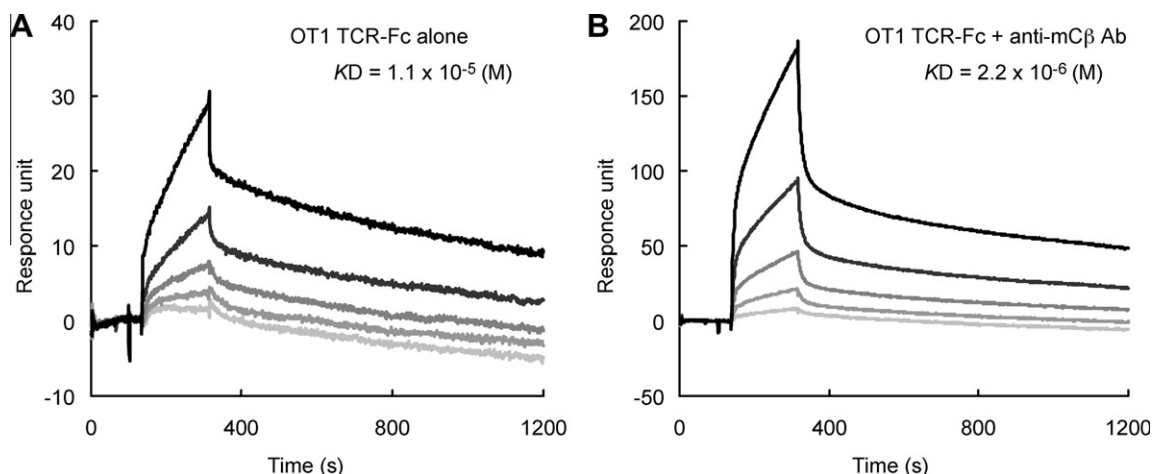 A
OT1 TCR-Fc alone
KD = 1.1 x 10⁻⁵ (M)
Responce unit
40
30
20
10
0
-10
0
400
800
1200
Time (s)
B
OT1 TCR-Fc + anti-mCβ Ab
KD = 2.2 x 10⁻⁶ (M)
Responce unit
200
150
100
50
0
-50
0
400
800
1200
Time (s)